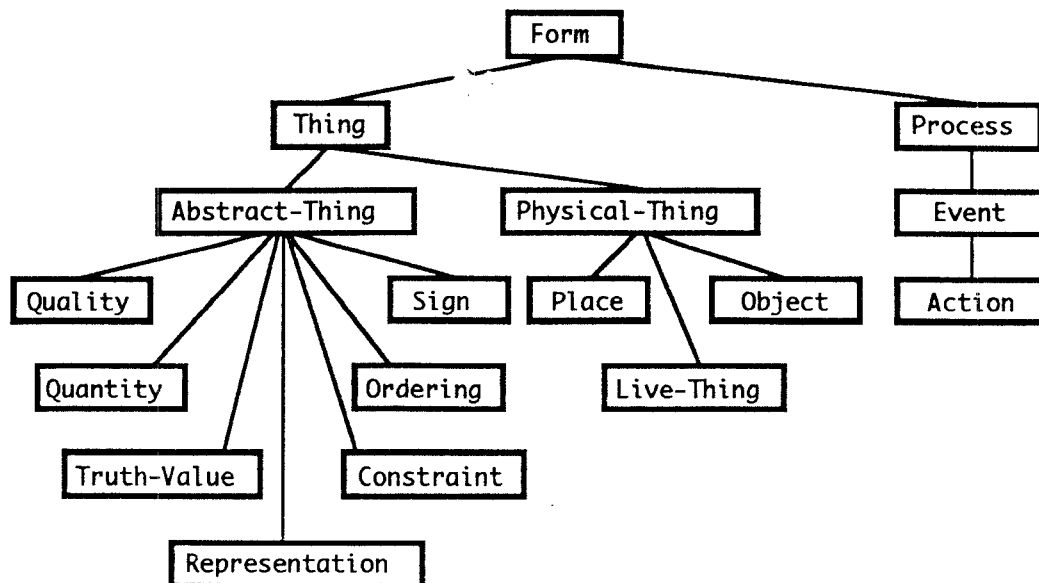 Form
Thing
Process
Abstract-Thing
Physical-Thing
Event
Quality
Sign
Place
Object
Action
Quantity
Ordering
Live-Thing
Truth-Value
Constraint
Representation